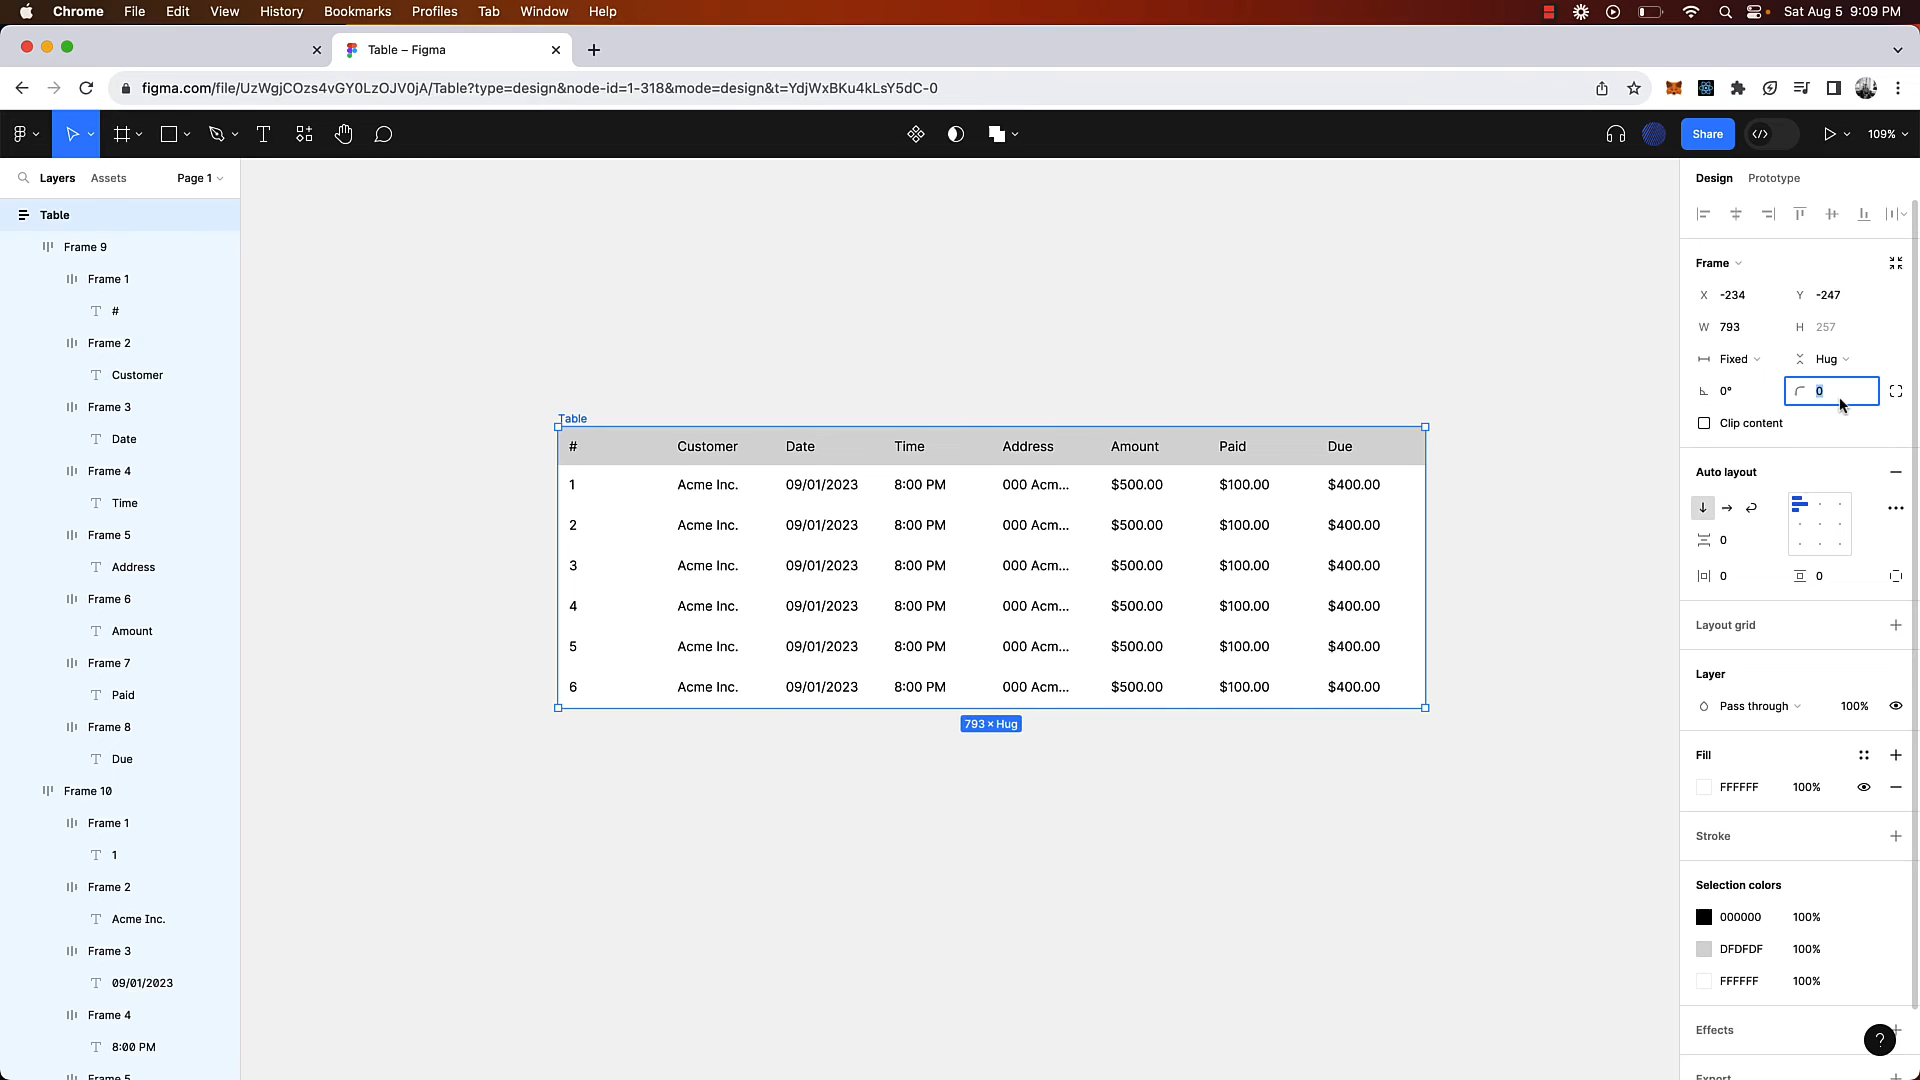 Chrome File Edit View History Bookmarks Profiles Tab Window Help Sat Aug 5 9:09 PM
Table – Figma
figma.com/file/UzWgjCOzs4vGY0LzOJV0jA/Table?type=design&node-id=1-318&mode=design&t=YdjWxBKu4kLsY5dC-0
Share 109%
Layers Assets Page 1
Table
Frame 9
Frame 1
#
Frame 2
Customer
Frame 3
Date
Frame 4
Time
Frame 5
Address
Frame 6
Amount
Frame 7
Paid
Frame 8
Due
Frame 10
Frame 1
1
Frame 2
Acme Inc.
Frame 3
09/01/2023
Frame 4
8:00 PM
Frame 5
Table
# Customer Date Time Address Amount Paid Due
1 Acme Inc. 09/01/2023 8:00 PM 000 Acm... $500.00 $100.00 $400.00
2 Acme Inc. 09/01/2023 8:00 PM 000 Acm... $500.00 $100.00 $400.00
3 Acme Inc. 09/01/2023 8:00 PM 000 Acm... $500.00 $100.00 $400.00
4 Acme Inc. 09/01/2023 8:00 PM 000 Acm... $500.00 $100.00 $400.00
5 Acme Inc. 09/01/2023 8:00 PM 000 Acm... $500.00 $100.00 $400.00
6 Acme Inc. 09/01/2023 8:00 PM 000 Acm... $500.00 $100.00 $400.00
793 × Hug
Design Prototype
Frame
X -234 Y -247
W 793 H 257
Fixed Hug
0° 0
Clip content
Auto layout
0
0 0
Layout grid
Layer
Pass through 100%
Fill
FFFFFF 100%
Stroke
Selection colors
000000 100%
DFDFDF 100%
FFFFFF 100%
Effects
?
Export